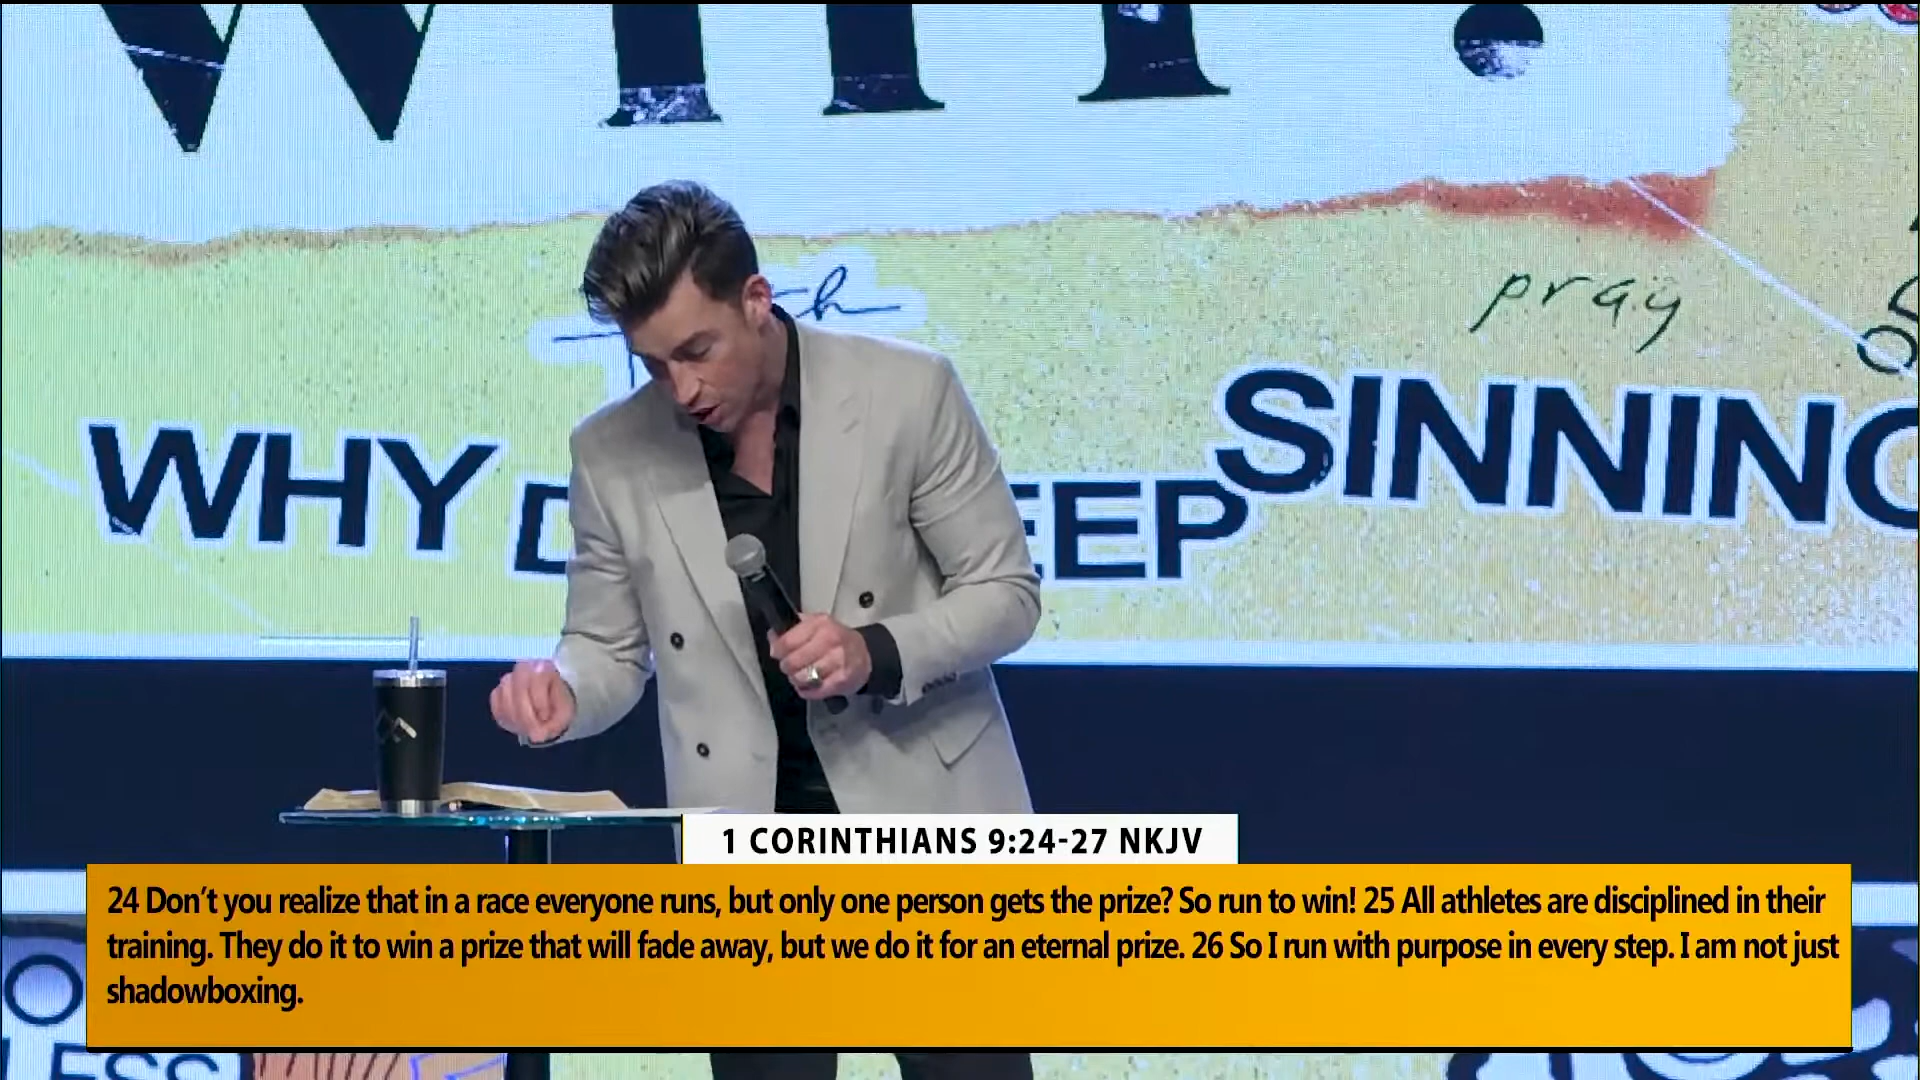 WHY?
pray
WHY SINNING
1 CORINTHIANS 9:24-27 NKJV
24 Don't you realize that in a race everyone runs, but only one person gets the prize? So run to win! 25 All athletes are disciplined in their
training. They do it to win a prize that will fade away, but we do it for an eternal prize. 26 So I run with purpose in every step. I am not just
shadowboxing.